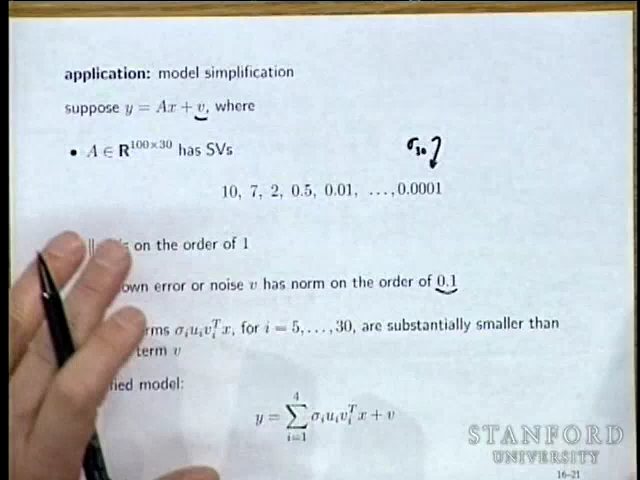 application: model simplification
suppose y = Ax + v, where
• A ∈ R^{100×30} has SVs
σ₃₀
10, 7, 2, 0.5, 0.01, ..., 0.0001
on the order of 1
own error or noise v has norm on the order of 0.1
rms σᵢuᵢvᵢᵀx, for i = 5, ..., 30, are substantially smaller than
term v
ied model:
y = ∑_{i=1}^{4} σᵢuᵢvᵢᵀx + v
STANFORD
UNIVERSITY
16–21